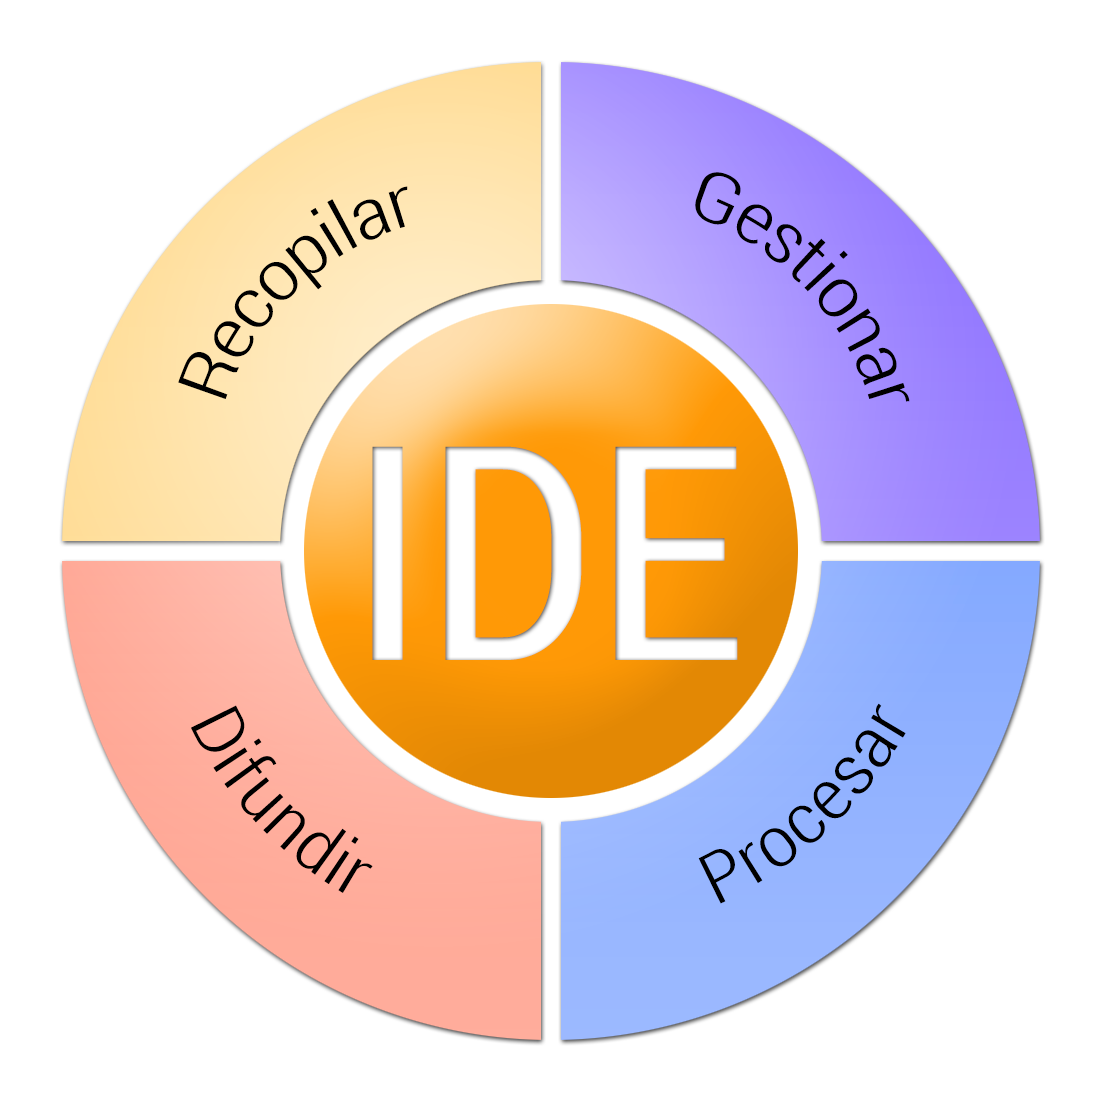 Recopilar
Gestionar
IDE
Difundir
Procesar